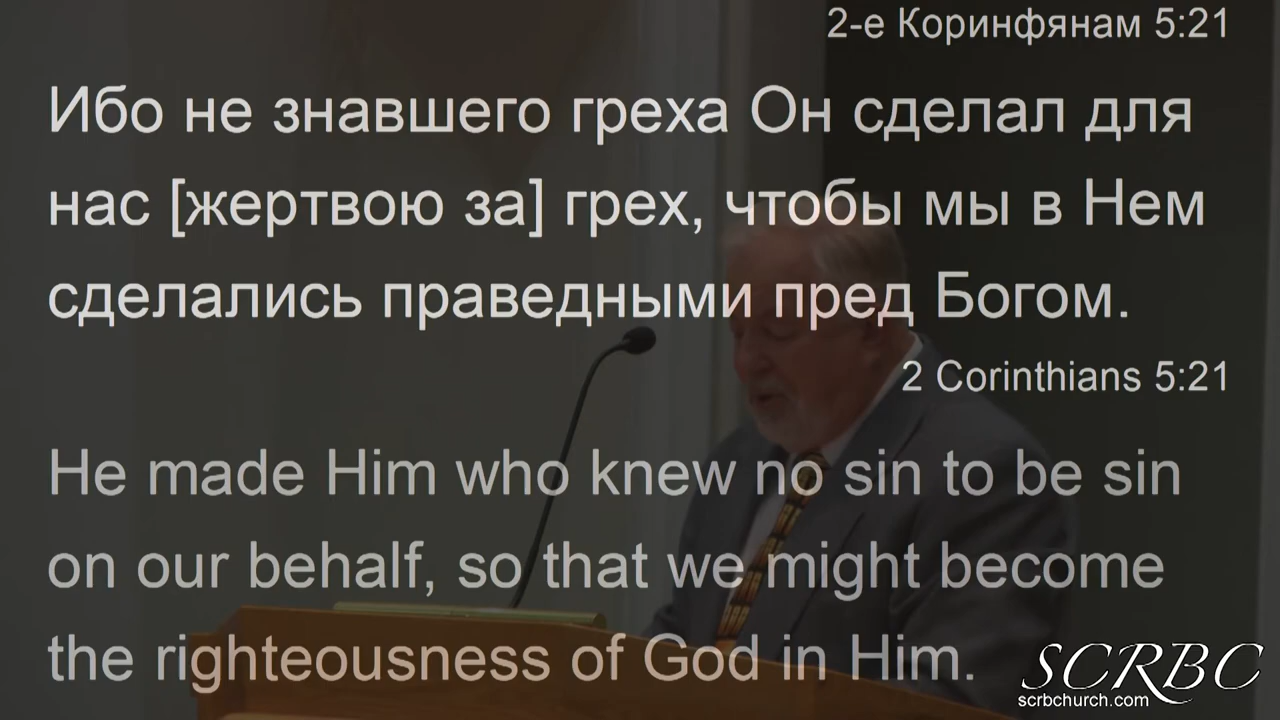 2-е Коринфянам 5:21
Ибо не знавшего греха Он сделал для
нас [жертвою за] грех, чтобы мы в Нем
сделались праведными пред Богом.
2 Corinthians 5:21
He made Him who knew no sin to be sin
on our behalf, so that we might become
the righteousness of God in Him.
SCRBC
scrbchurch.com